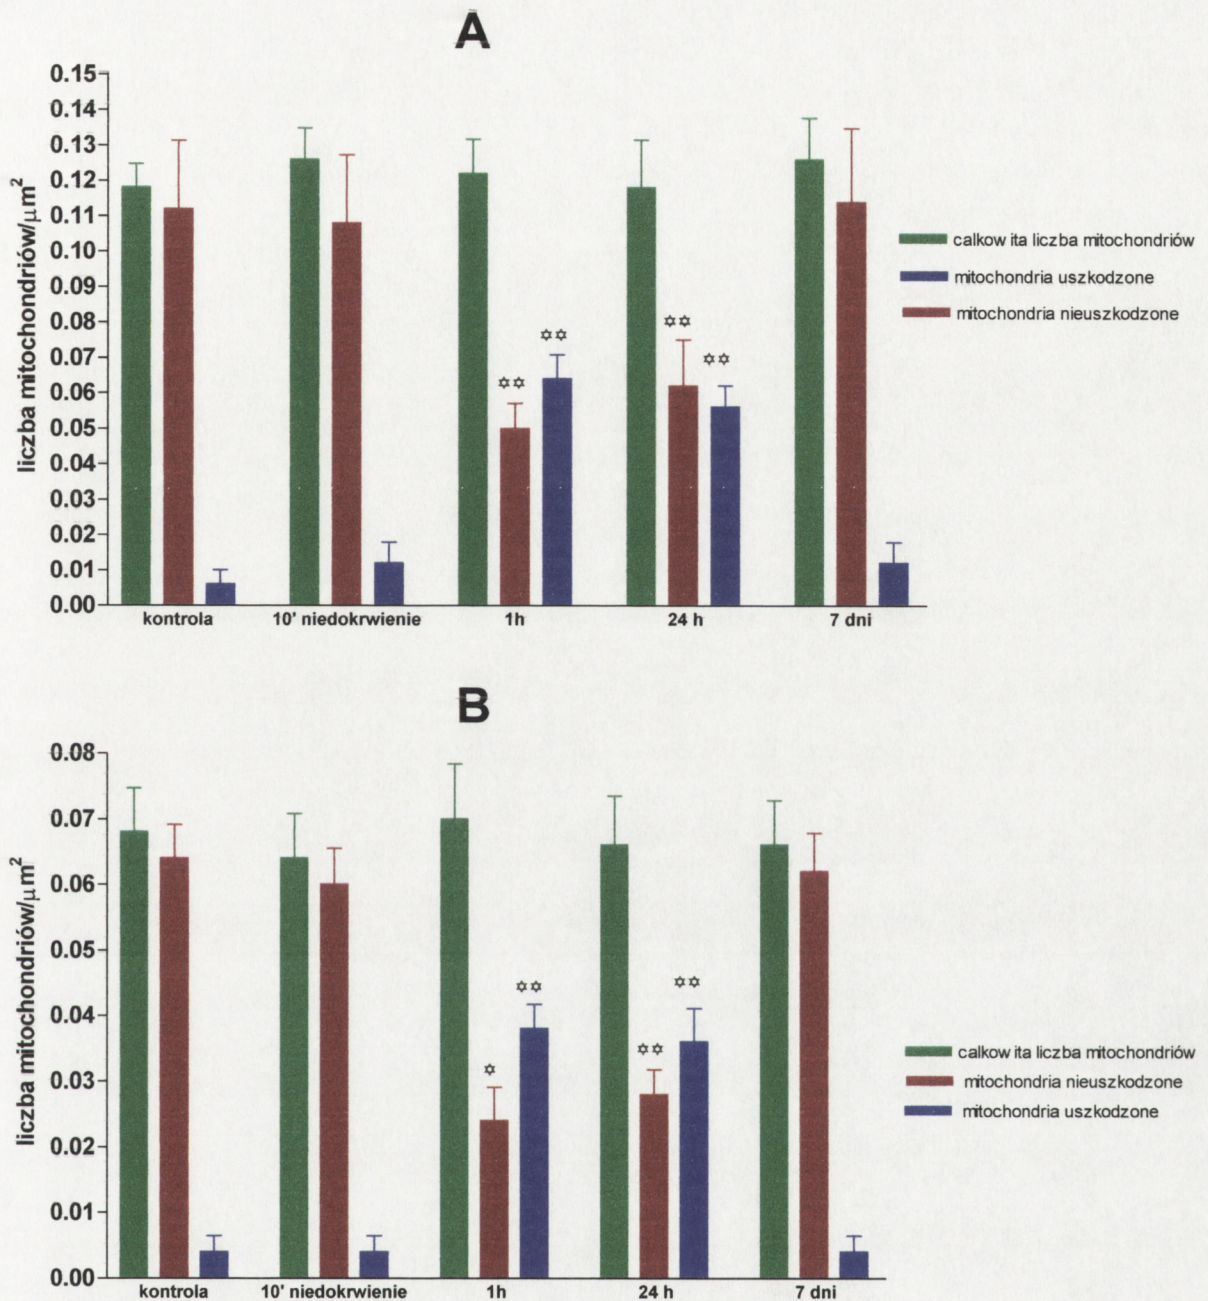 A
liczba mitochondriów/μm²
0.15
0.14
0.13
0.12
0.11
0.10
0.09
0.08
0.07
0.06
0.05
0.04
0.03
0.02
0.01
0.00
✡✡
✡✡
✡✡
✡✡
kontrola
10' niedokrwienie
1h
24 h
7 dni
calkow ita liczba mitochondriów
mitochondria uszkodzone
mitochondria nieuszkodzone
B
liczba mitochondriów/μm²
0.08
0.07
0.06
0.05
0.04
0.03
0.02
0.01
0.00
✡
✡✡
✡✡
✡✡
kontrola
10' niedokrwienie
1h
24 h
7 dni
calkow ita liczba mitochondriów
mitochondria nieuszkodzone
mitochondria uszkodzone